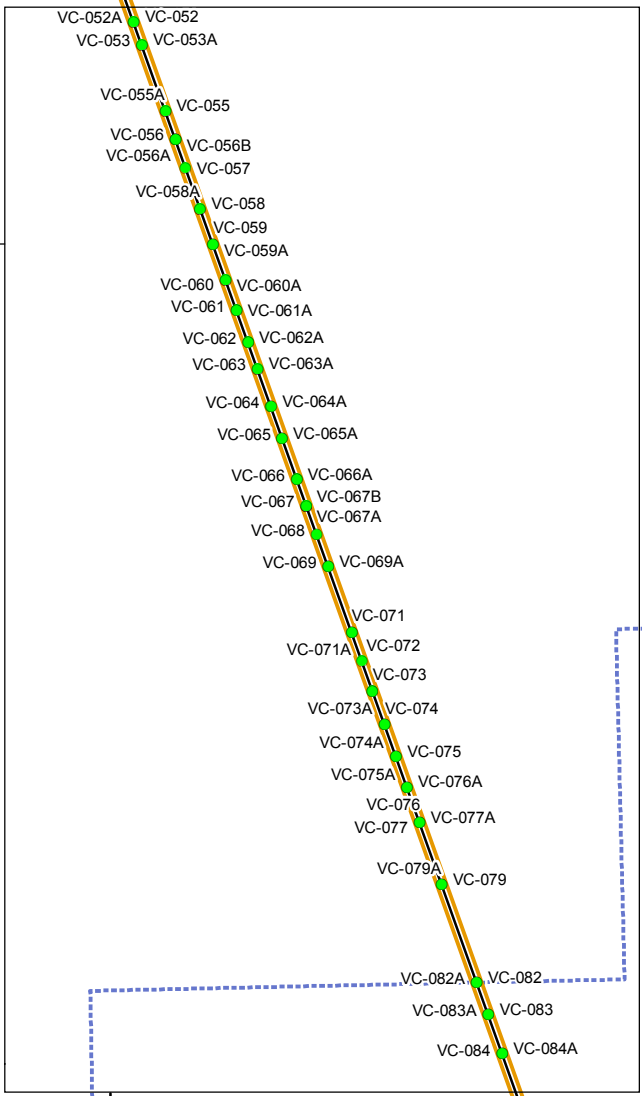 VC-052A VC-052
VC-053 VC-053A
VC-055A VC-055
VC-056 VC-056B
VC-056A VC-057
VC-058A VC-058
VC-059
VC-059A
VC-060 VC-060A
VC-061 VC-061A
VC-062 VC-062A
VC-063 VC-063A
VC-064 VC-064A
VC-065 VC-065A
VC-066 VC-066A
VC-067 VC-067B
VC-067A
VC-068
VC-069 VC-069A
VC-071
VC-071A VC-072
VC-073
VC-073A VC-074
VC-074A VC-075
VC-075A VC-076A
VC-076
VC-077 VC-077A
VC-079A VC-079
VC-082A VC-082
VC-083A VC-083
VC-084 VC-084A